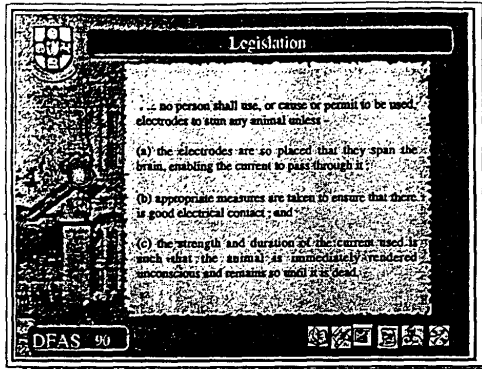 Legislation
. ... no person shall use, or cause or permit to be used,
electrodes to stun any animal unless -
(a) the electrodes are so placed that they span the
brain, enabling the current to pass through it ;
(b) appropriate measures are taken to ensure that there
is good electrical contact ; and
(c) the strength and duration of the current used is
such that the animal is immediately rendered
unconscious and remains so until it is dead.
DFAS 90